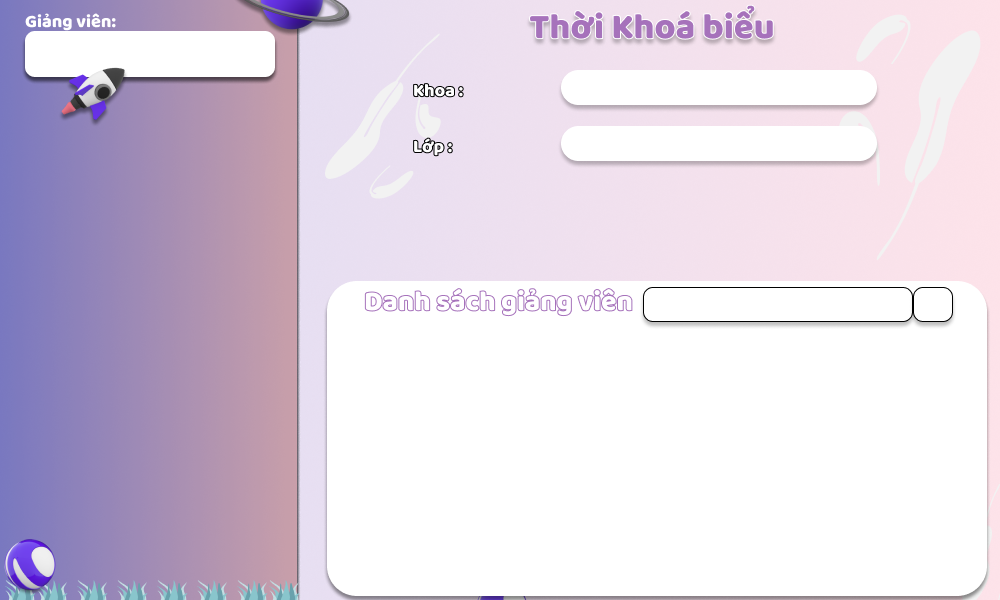 Giảng viên:
Thời Khoá biểu
Khoa :
Lớp :
Danh sách giảng viên